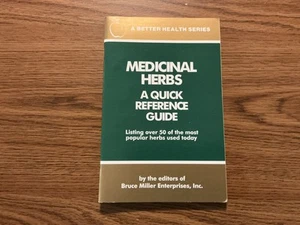 A BETTER HEALTH SERIES
MEDICINAL
HERBS
A QUICK
REFERENCE
GUIDE
Listing over 50 of the most
popular herbs used today
by the editors of
Bruce Miller Enterprises, Inc.